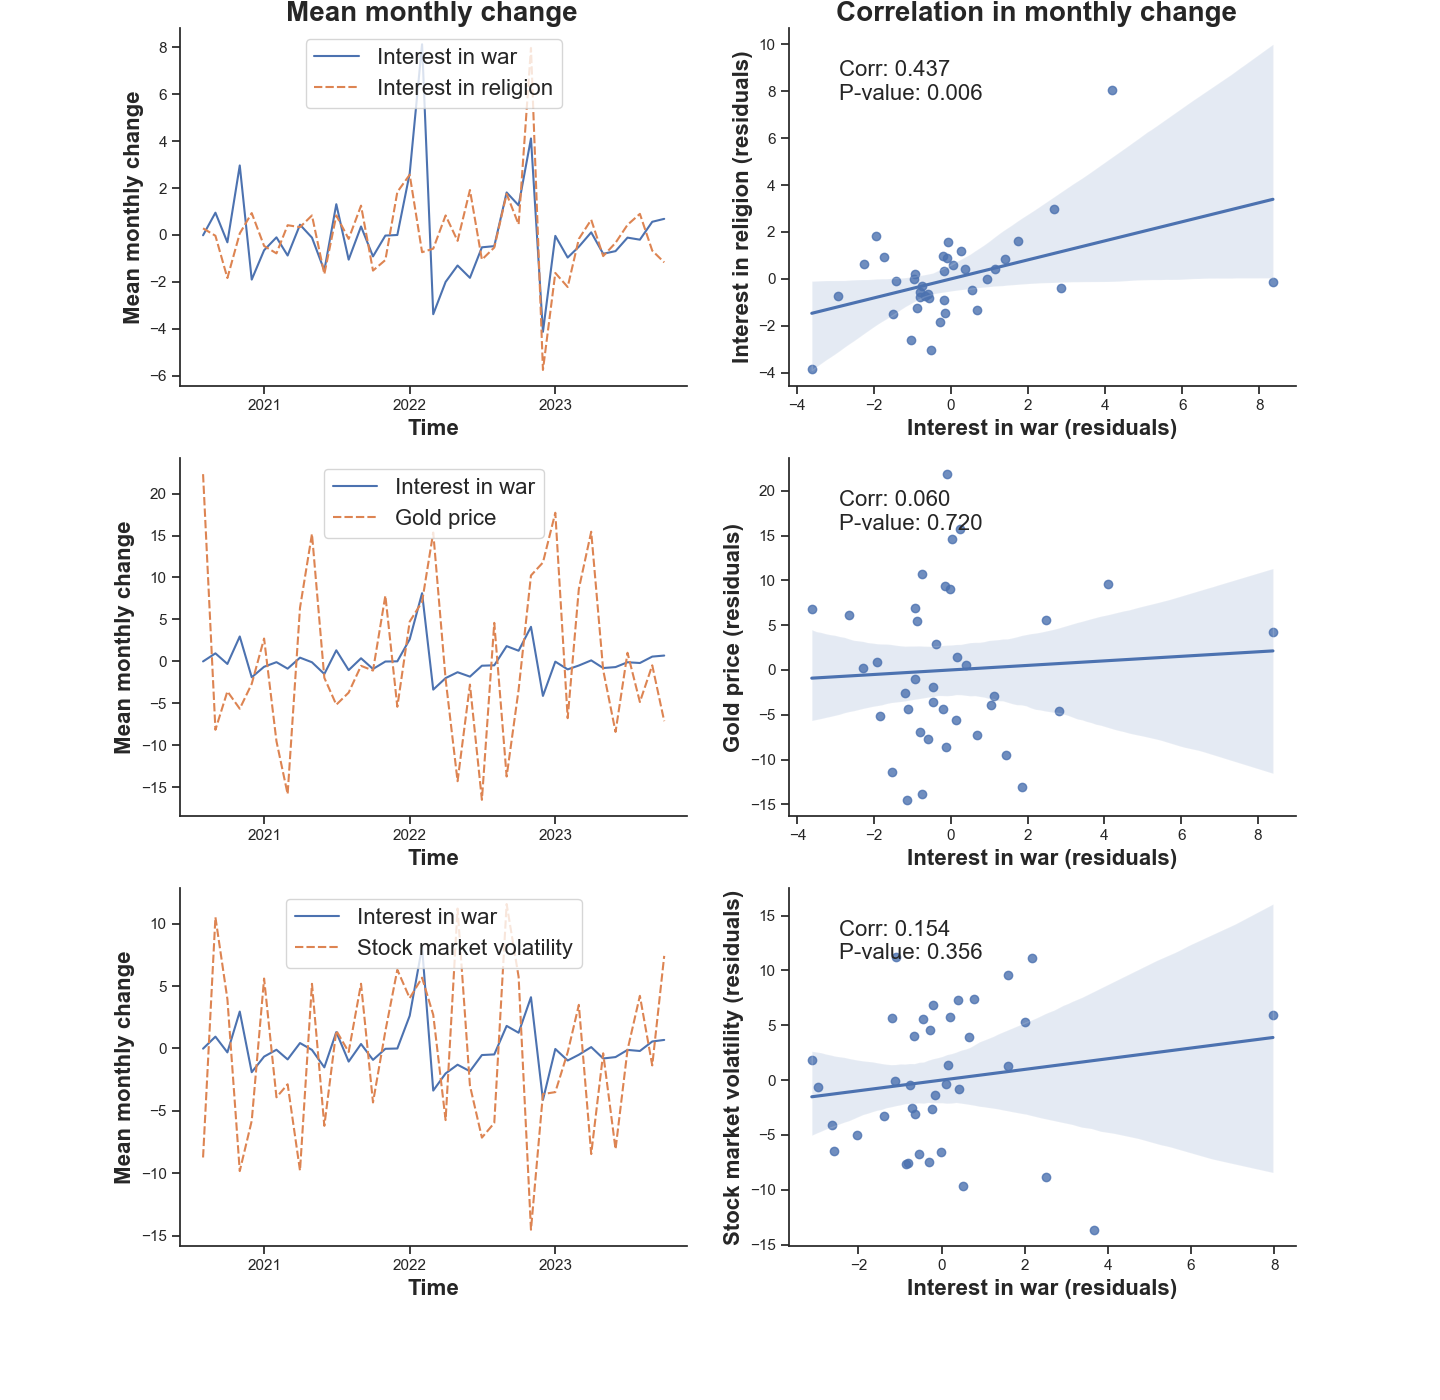 Mean monthly change
Correlation in monthly change
Mean monthly change
8
6
4
2
0
−2
−4
−6
Interest in war
Interest in religion
2021
2022
2023
Time
Interest in religion (residuals)
10
8
6
4
2
0
−2
−4
Corr: 0.437
P-value: 0.006
−4
−2
0
2
4
6
8
Interest in war (residuals)
Mean monthly change
20
15
10
5
0
−5
−10
−15
Interest in war
Gold price
2021
2022
2023
Time
Gold price (residuals)
20
15
10
5
0
−5
−10
−15
Corr: 0.060
P-value: 0.720
−4
−2
0
2
4
6
8
Interest in war (residuals)
Mean monthly change
10
5
0
−5
−10
−15
Interest in war
Stock market volatility
2021
2022
2023
Time
Stock market volatility (residuals)
15
10
5
0
−5
−10
−15
Corr: 0.154
P-value: 0.356
−2
0
2
4
6
8
Interest in war (residuals)